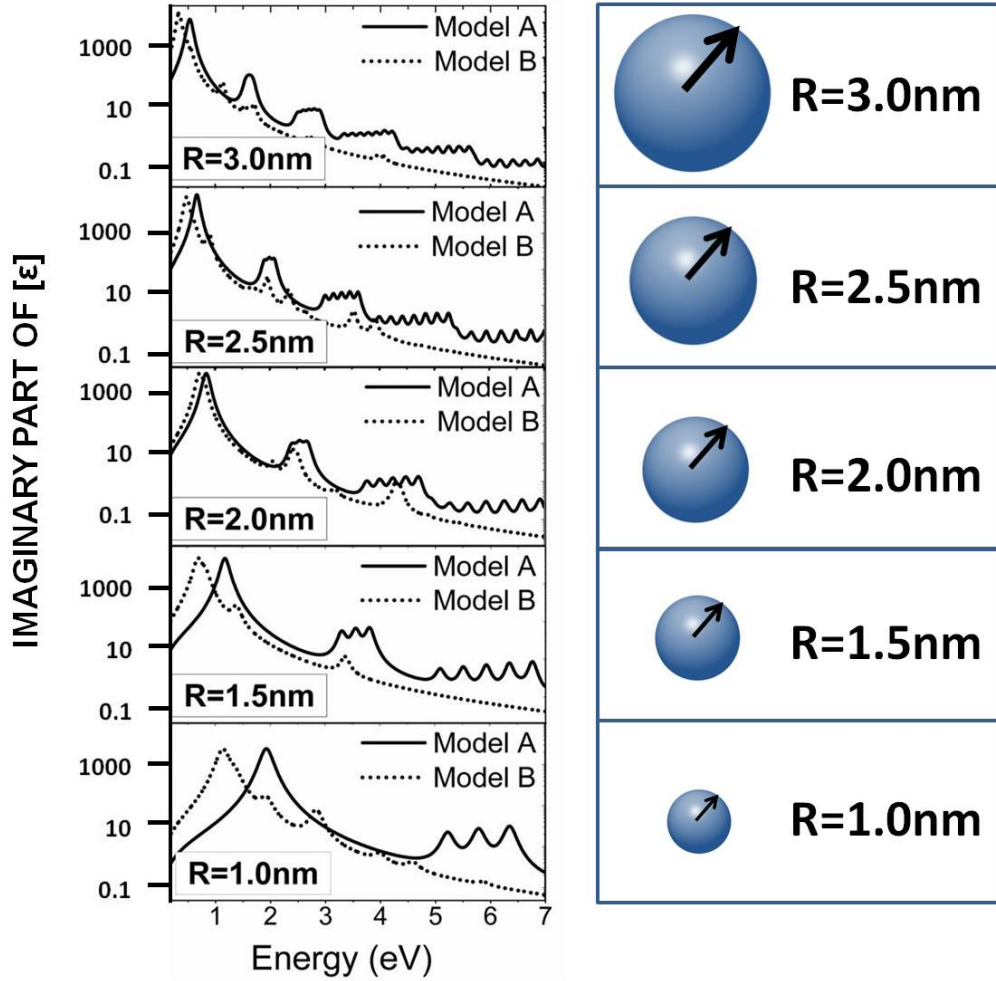 IMAGINARY PART OF [ε]
1000
10
0.1
Model A
Model B
R=3.0nm
R=3.0nm
1000
10
0.1
Model A
Model B
R=2.5nm
R=2.5nm
1000
10
0.1
Model A
Model B
R=2.0nm
R=2.0nm
1000
10
0.1
Model A
Model B
R=1.5nm
R=1.5nm
1000
10
0.1
Model A
Model B
R=1.0nm
R=1.0nm
1 2 3 4 5 6 7
Energy (eV)